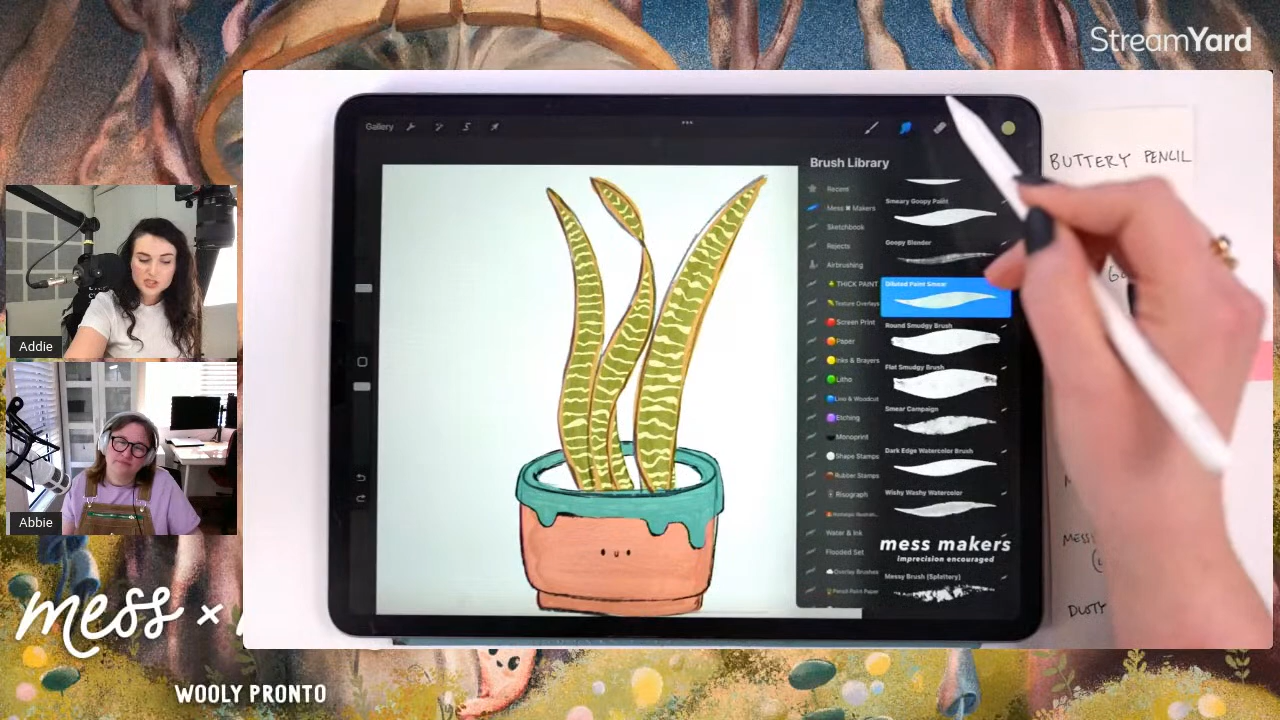 StreamYard
Gallery
S
Brush Library
Recent
Mess ✖ Makers
Sketchbook
Rejects
Airbrushing
THICK PAINT
Texture Overlays
Screen Print
Paper
Inks & Brayers
Litho
Lino & Woodcut
Etching
Monoprint
Shape Stamps
Rubber Stamps
Risograph
Water & Ink
Flooded Set
Overlay Brushes
Pencil Paint Paper
Smeary Goopy Paint
Goopy Blender
Diluted Paint Smear
Round Smudgy Brush
Flat Smudgy Brush
Smear Campaign
Dark Edge Watercolor Brush
Wishy Washy Watercolor
mess makers
imprecision encouraged
Messy Brush (Splattery)
BUTTERY PENCIL
Addie
Abbie
mess ×
WOOLY PRONTO